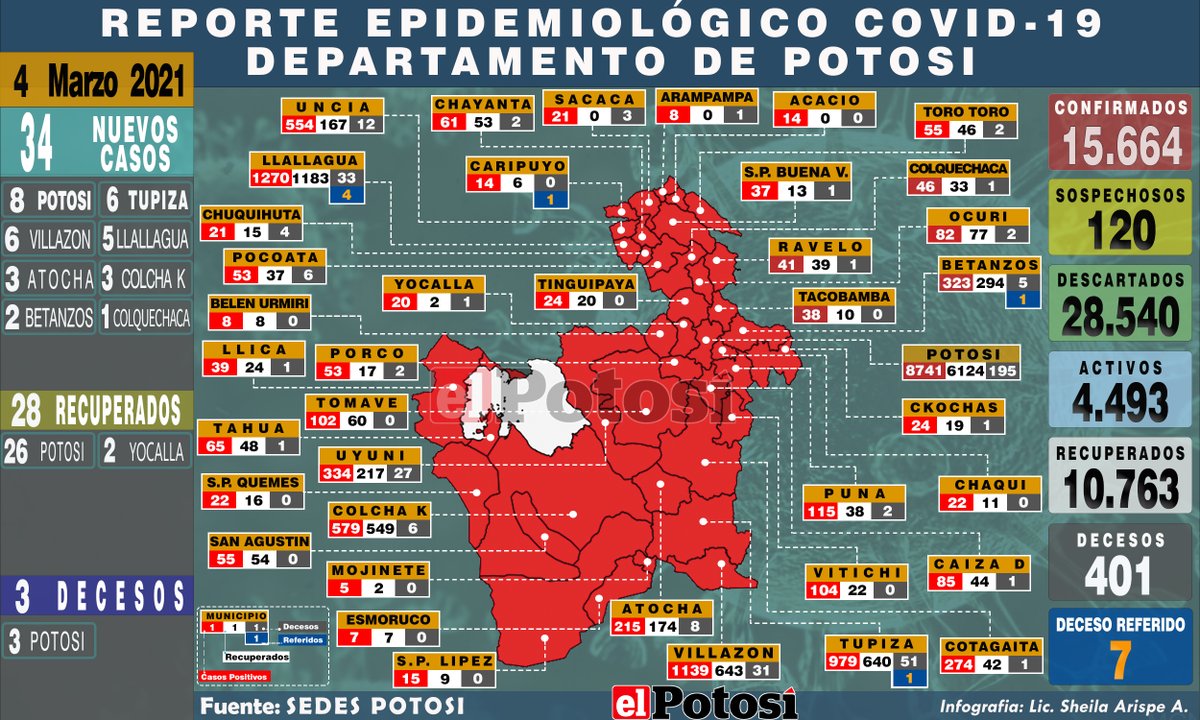 REPORTE EPIDEMIOLÓGICO COVID-19
DEPARTAMENTO DE POTOSI
4 Marzo 2021
34 NUEVOS CASOS
8 POTOSI 6 TUPIZA
6 VILLAZON 5 LLALLAGUA
3 ATOCHA 3 COLCHA K
2 BETANZOS 1 COLQUECHACA
28 RECUPERADOS
26 POTOSI 2 YOCALLA
3 DECESOS
3 POTOSI
UNCIA
554 167 12
CHAYANTA
61 53 2
SACACA
21 0 3
ARAMPAMPA
8 0 1
ACACIO
14 0 0
TORO TORO
55 46 2
LLALLAGUA
1270 1183 33
4
CARIPUYO
14 6 0
1
S.P. BUENA V.
37 13 1
COLQUECHACA
46 33 1
CHUQUIHUTA
21 15 4
OCURI
82 77 2
POCOATA
53 37 6
RAVELO
41 39 1
YOCALLA
20 2 1
TINGUIPAYA
24 20 0
BETANZOS
323 294 5
1
TACOBAMBA
38 10 0
BELEN URMIRI
8 8 0
LLICA
39 24 1
PORCO
53 17 2
POTOSI
8741 6124 195
TOMAVE
102 60 0
CKOCHAS
24 19 1
TAHUA
65 48 1
UYUNI
334 217 27
S.P. QUEMES
22 16 0
PUNA
115 38 2
CHAQUI
22 11 0
COLCHA K
579 549 6
SAN AGUSTIN
55 54 0
MOJINETE
5 2 0
VITICHI
104 22 0
CAIZA D
85 44 1
ESMORUCO
7 7 0
ATOCHA
215 174 8
S.P. LIPEZ
15 9 0
VILLAZON
1139 643 31
TUPIZA
979 640 51
1
COTAGAITA
274 42 1
elPotosí
MUNICIPIO
1 1 1
1
Decesos
Referidos
Recuperados
Casos Positivos
CONFIRMADOS
15.664
SOSPECHOSOS
120
DESCARTADOS
28.540
ACTIVOS
4.493
RECUPERADOS
10.763
DECESOS
401
DECESO REFERIDO
7
Fuente: SEDES POTOSI
elPotosí
Infografia: Lic. Sheila Arispe A.